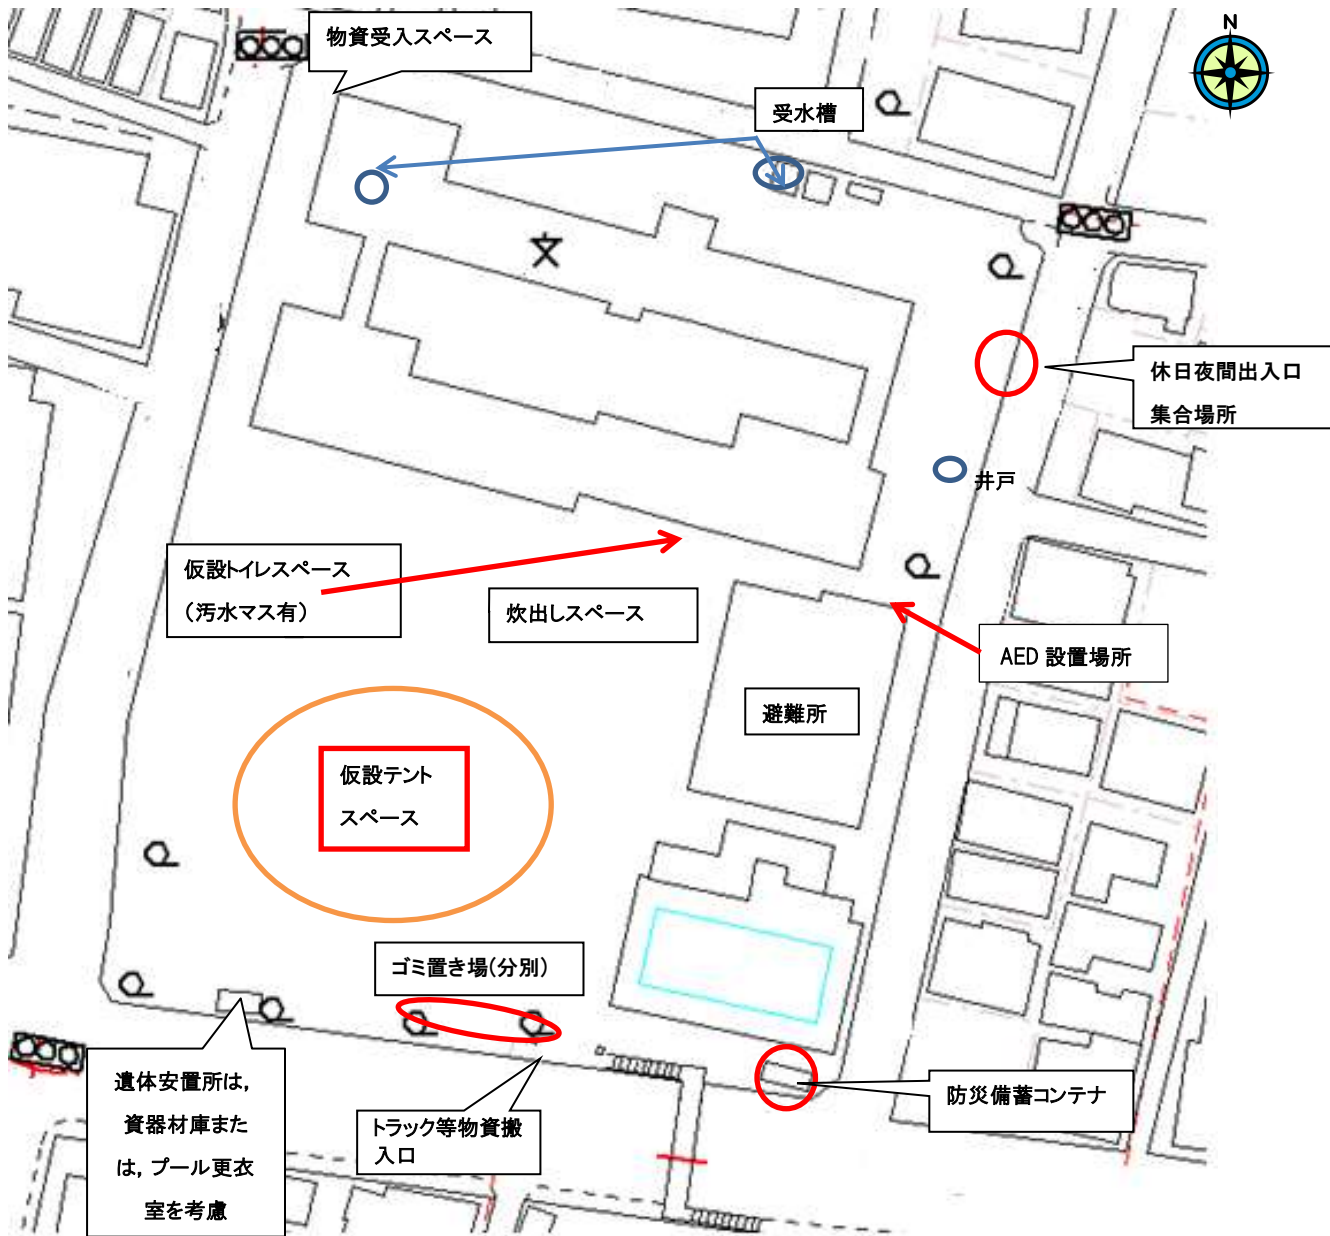 N
物資受入スペース
受水槽
休日夜間出入口
集合場所
井戸
仮設トイレスペース
（汚水マス有）
炊出しスペース
AED 設置場所
避難所
仮設テント
スペース
ゴミ置き場(分別)
防災備蓄コンテナ
遺体安置所は,
資器材庫また
は, プール更衣
室を考慮
トラック等物資搬
入口